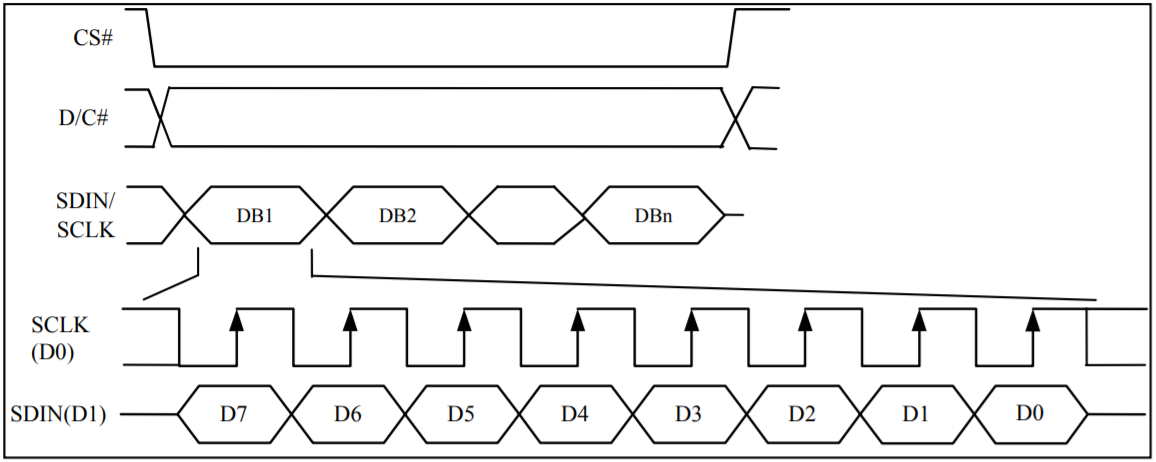 CS#
D/C#
SDIN/
SCLK
DB1 DB2 DBn
SCLK
(D0)
SDIN(D1) D7 D6 D5 D4 D3 D2 D1 D0